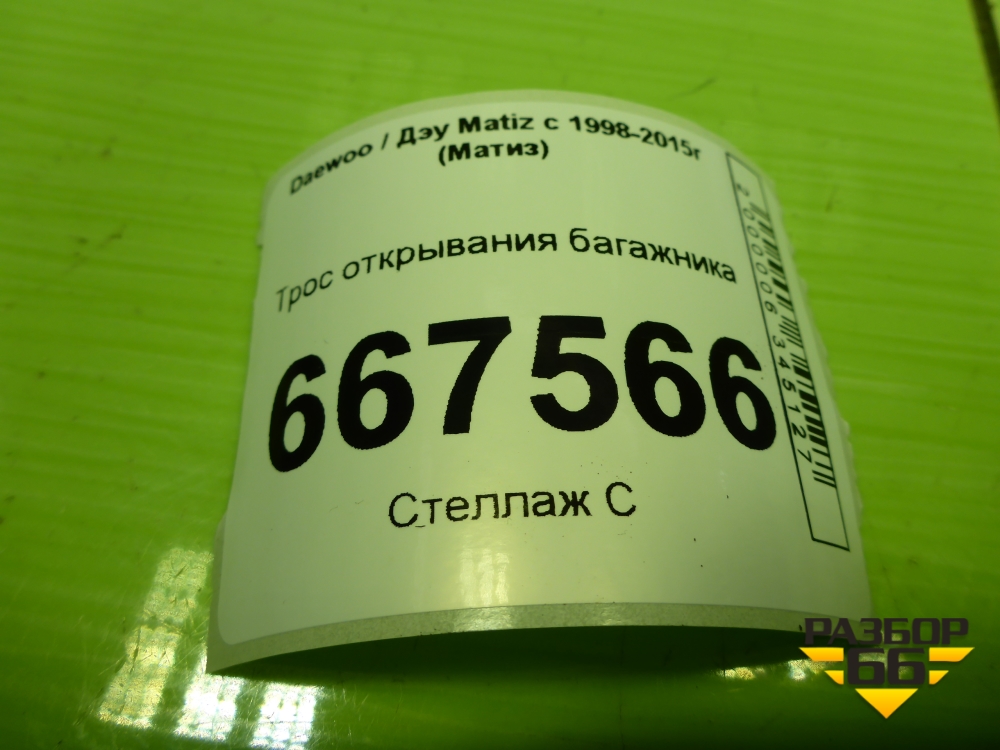 Daewoo / Дэу Matiz с 1998-2015г
(Матиз)
Трос открывания багажника
667566
Стеллаж С
2000006345127
РАЗБОР
66